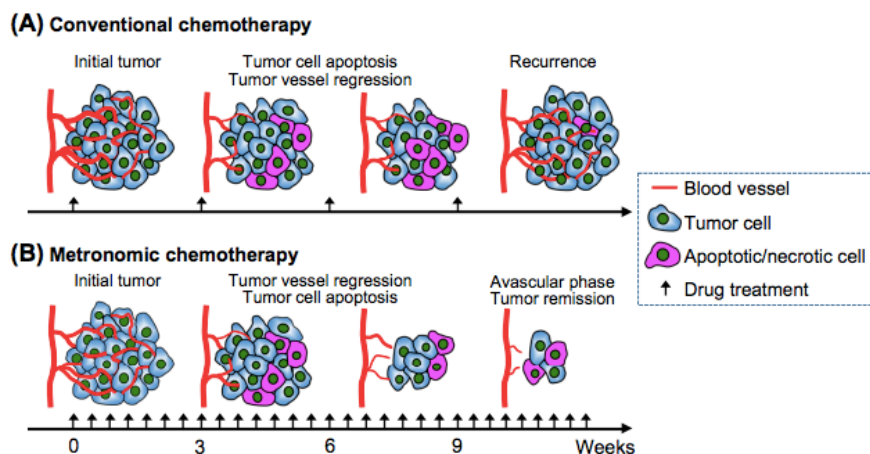 (A) Conventional chemotherapy
Initial tumor
Tumor cell apoptosis
Tumor vessel regression
Recurrence
Blood vessel
Tumor cell
Apoptotic/necrotic cell
Drug treatment
(B) Metronomic chemotherapy
Initial tumor
Tumor vessel regression
Tumor cell apoptosis
Avascular phase
Tumor remission
0 3 6 9 Weeks